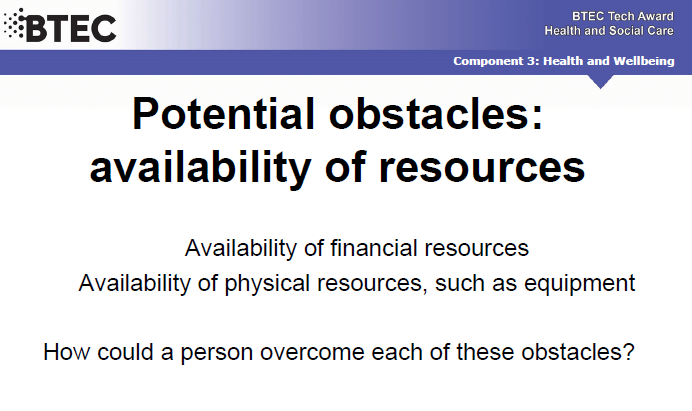 BTEC
BTEC Tech Award
Health and Social Care
Component 3: Health and Wellbeing
Potential obstacles:
availability of resources
Availability of financial resources
Availability of physical resources, such as equipment
How could a person overcome each of these obstacles?